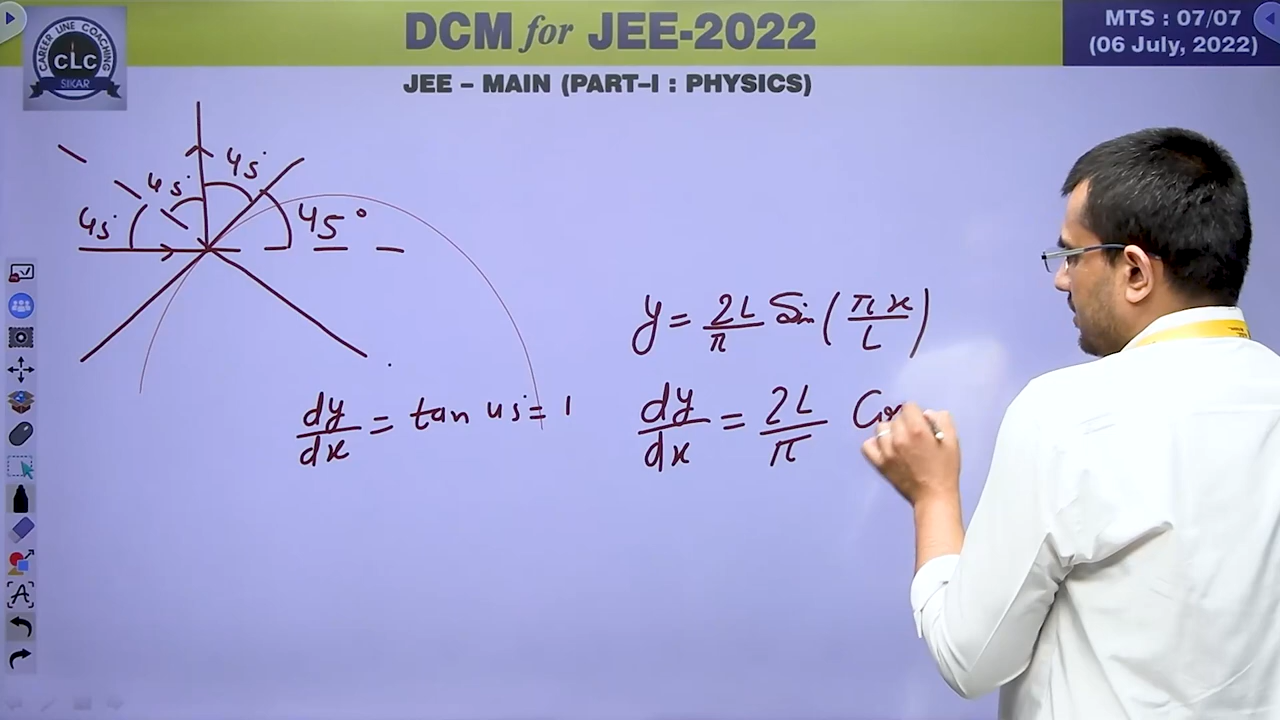 DCM for JEE-2022
MTS : 07/07
(06 July, 2022)
CAREER LINE COACHING
CLC
SIKAR
JEE – MAIN (PART–I : PHYSICS)
45°
45°
45°
45°
y = 2L/π Sin (πx/L)
dy/dx = tan 45° = 1
dy/dx = 2L/π Cos
A